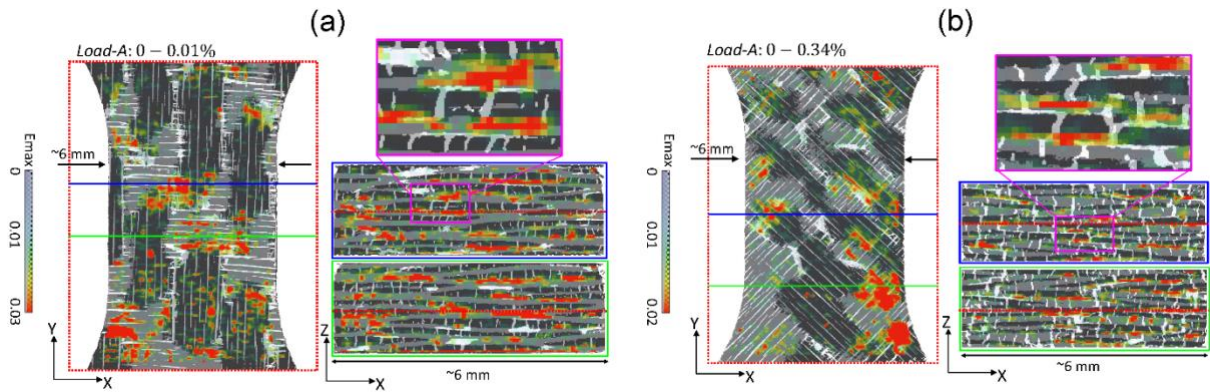 (a)
Load-A: 0 − 0.01%
~6 mm
Emax
0
0.01
0.03
Y
X
Z
X
~6 mm
(b)
Load-A: 0 − 0.34%
~6 mm
Emax
0
0.01
0.02
Y
X
Z
X
~6 mm